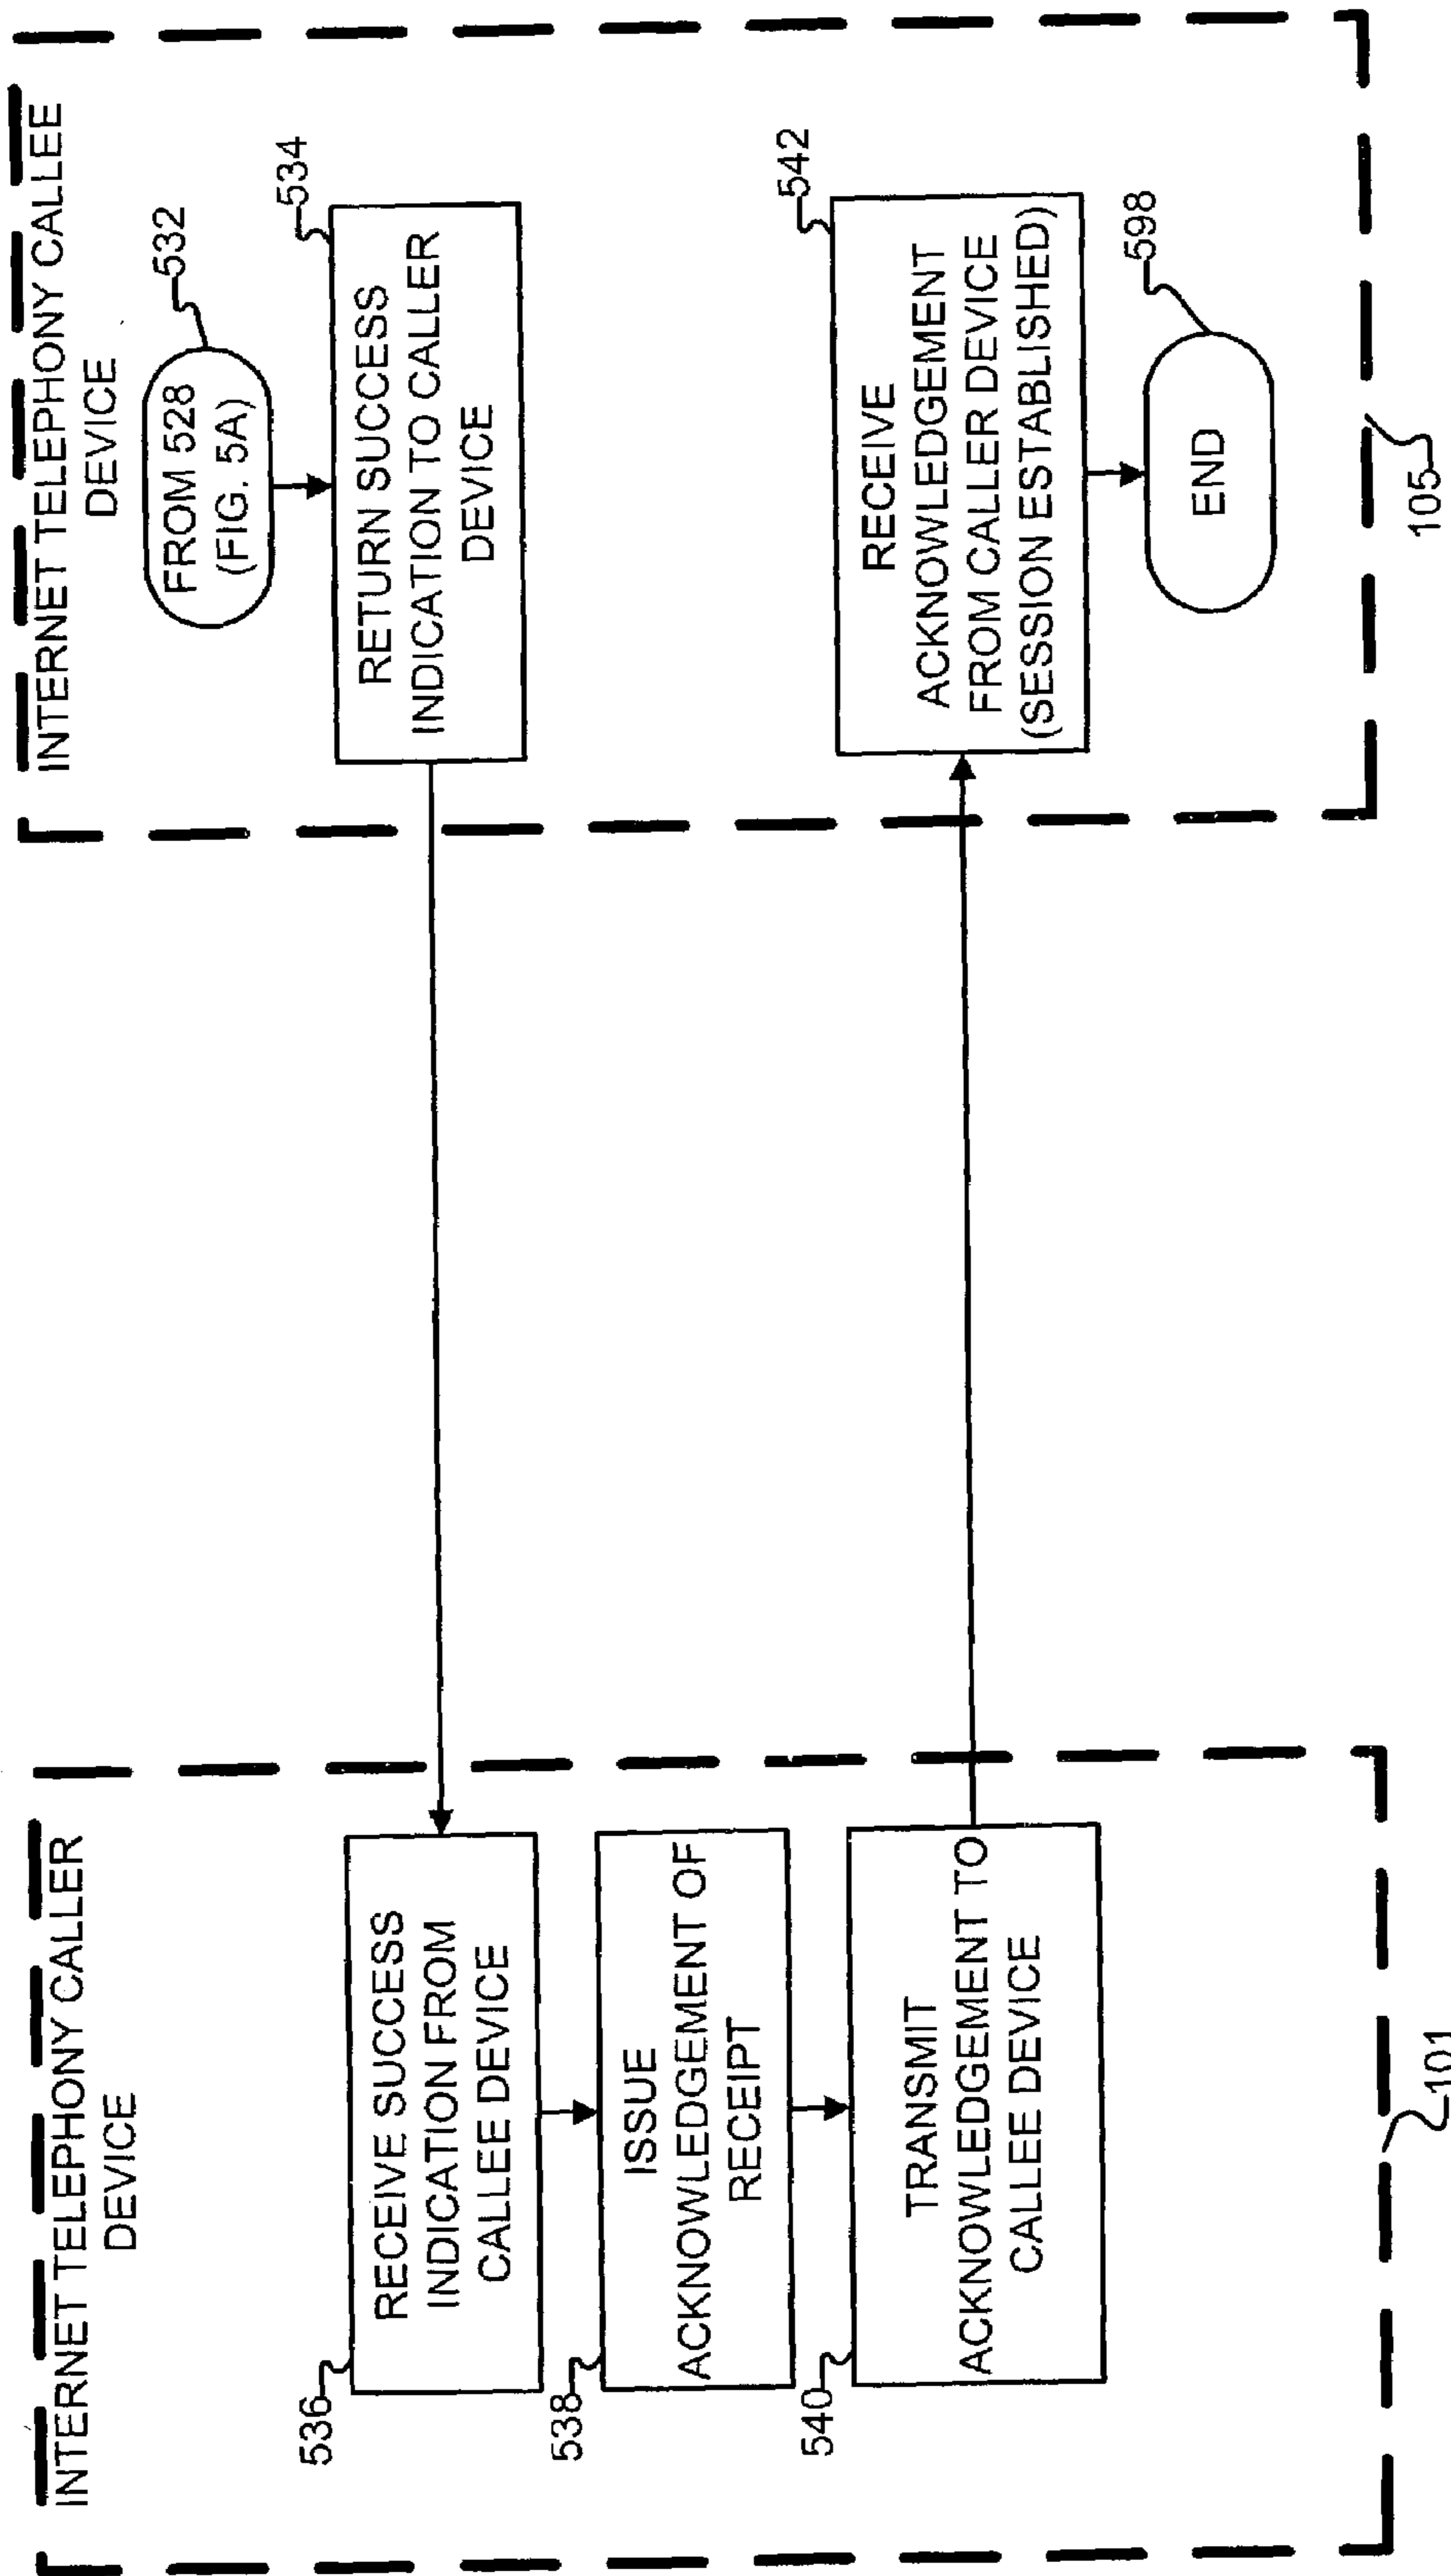 INTERNET TELEPHONY CALLER
DEVICE
536
RECEIVE SUCCESS
INDICATION FROM
CALLEE DEVICE
538
ISSUE
ACKNOWLEDGEMENT OF
RECEIPT
540
TRANSMIT
ACKNOWLEDGEMENT TO
CALLEE DEVICE
101
INTERNET TELEPHONY CALLEE
DEVICE
532
FROM 528
(FIG. 5A)
534
RETURN SUCCESS
INDICATION TO CALLER
DEVICE
542
RECEIVE
ACKNOWLEDGEMENT
FROM CALLER DEVICE
(SESSION ESTABLISHED)
598
END
105